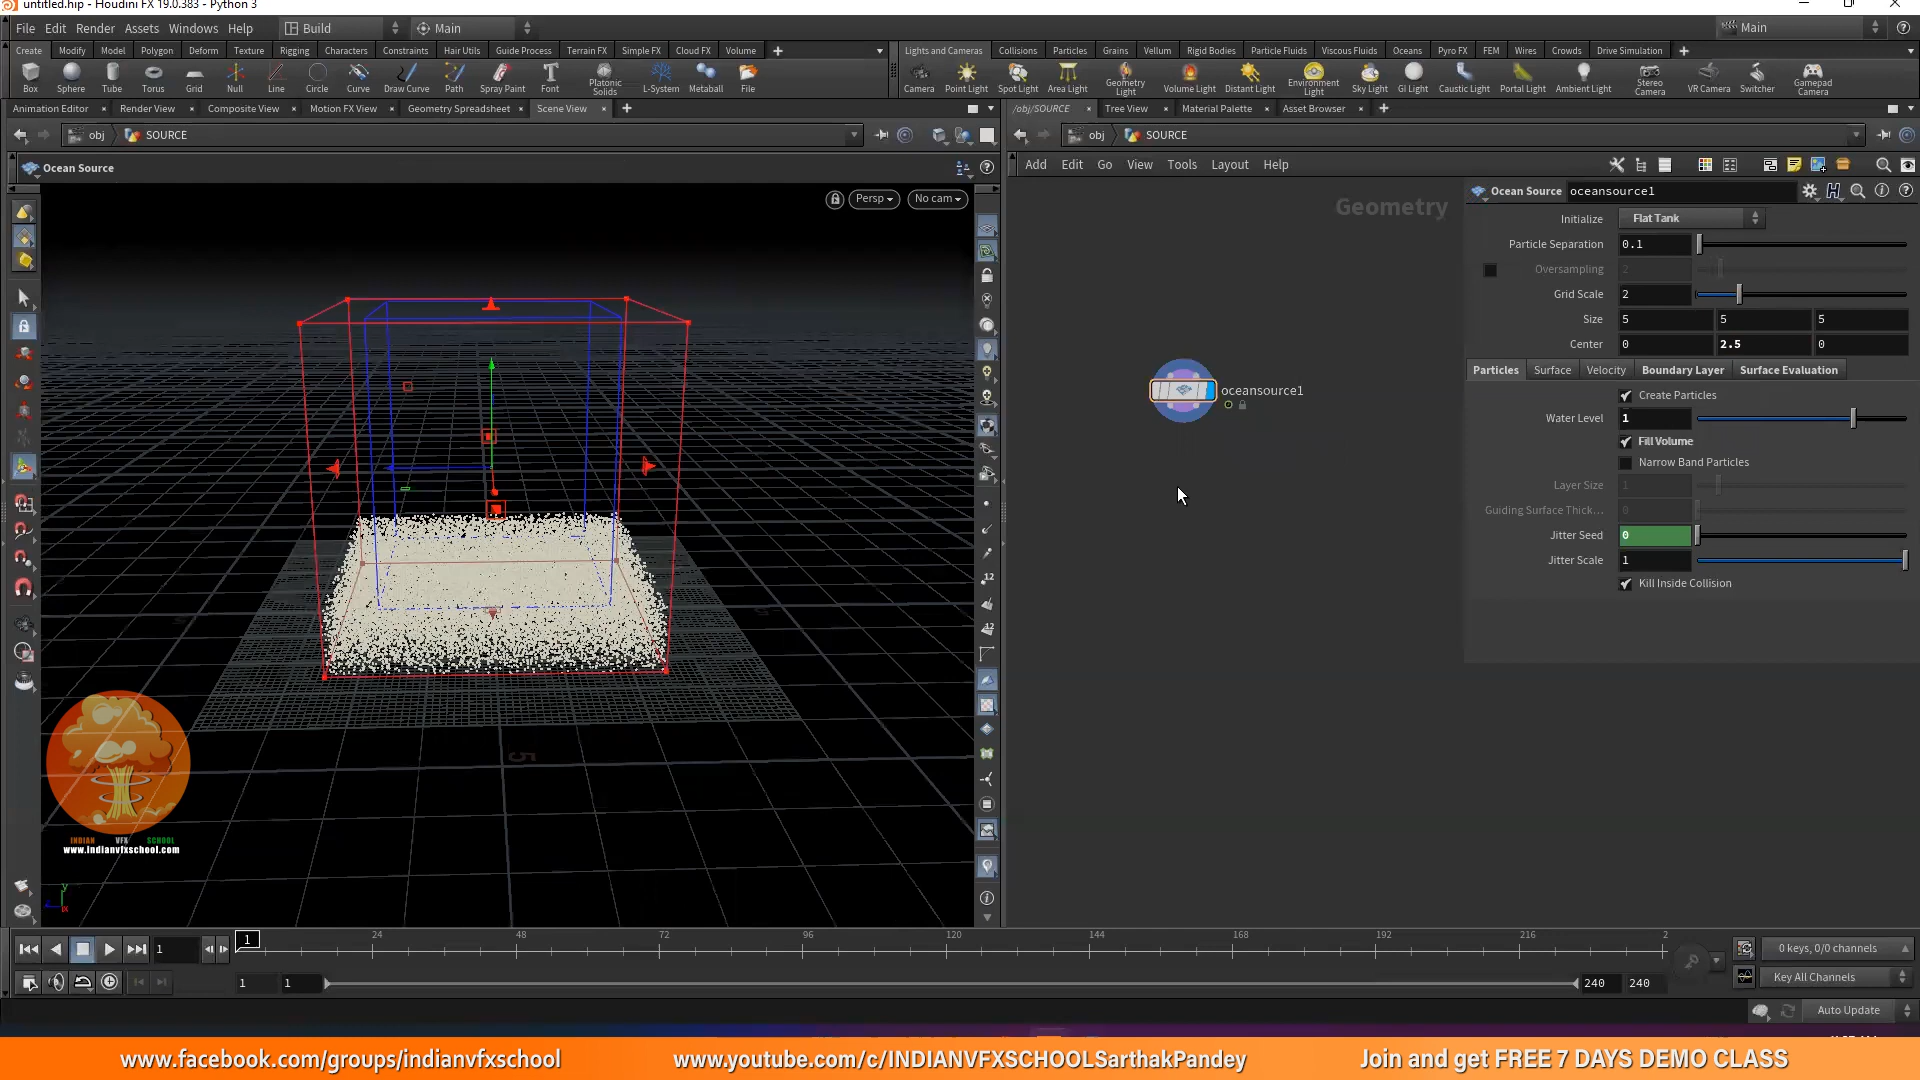 untitled.hip - Houdini FX 19.0.383 - Python 3
File Edit Render Assets Windows Help Build Main Main
Create Modify Model Polygon Deform Texture Rigging Characters Constraints Hair Utils Guide Process Terrain FX Simple FX Cloud FX Volume
Lights and Cameras Collisions Particles Grains Vellum Rigid Bodies Particle Fluids Viscous Fluids Oceans Pyro FX FEM Wires Crowds Drive Simulation
Box Sphere Tube Torus Grid Null Line Circle Curve Draw Curve Path Spray Paint Font Platonic Solids L-System Metaball File
Camera Point Light Spot Light Area Light Geometry Light Volume Light Distant Light Environment Light Sky Light GI Light Caustic Light Portal Light Ambient Light Stereo Camera VR Camera Switcher Gamepad Camera
Animation Editor Render View Composite View Motion FX View Geometry Spreadsheet Scene View
/obj/SOURCE Tree View Material Palette Asset Browser
obj SOURCE
obj SOURCE
Ocean Source
Add Edit Go View Tools Layout Help
Persp No cam
Geometry
oceansource1
Ocean Source oceansource1
Initialize Flat Tank
Particle Separation 0.1
Oversampling 2
Grid Scale 2
Size 5 5 5
Center 0 2.5 0
Particles Surface Velocity Boundary Layer Surface Evaluation
Create Particles
Water Level 1
Fill Volume
Narrow Band Particles
Layer Size 1
Guiding Surface Thick... 0
Jitter Seed 0
Jitter Scale 1
Kill Inside Collision
12
12
5
INDIAN VFX SCHOOL
www.indianvfxschool.com
y
z x
1 1 24 48 72 96 120 144 168 192 216 2
0 keys, 0/0 channels
1 1 240 240
Key All Channels
Auto Update
www.facebook.com/groups/indianvfxschool www.youtube.com/c/INDIANVFXSCHOOLSarthakPandey Join and get FREE 7 DAYS DEMO CLASS